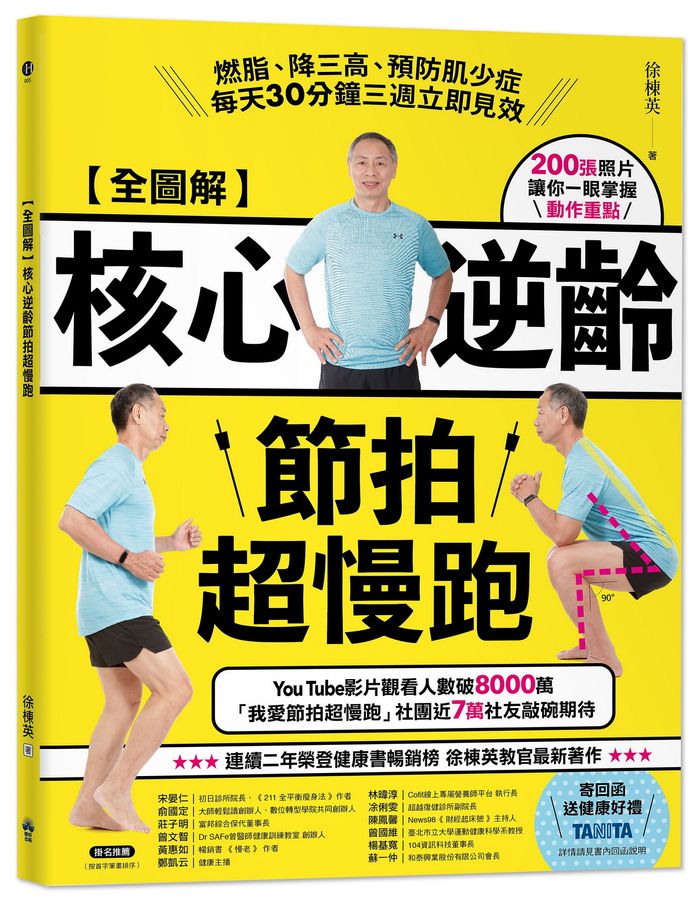 燃脂、降三高、預防肌少症
每天30分鐘三週立即見效
徐棟英 著
200張照片
讓你一眼掌握
動作重點
【全圖解】
核心逆齡
節拍
超慢跑
90°
YouTube影片觀看人數破8000萬
「我愛節拍超慢跑」社團近7萬社友敲碗期待
★★★ 連續二年榮登健康書暢銷榜 徐棟英教官最新著作 ★★★
掛名推薦
(按首字筆畫排序)
宋晏仁｜初日診所院長、《211 全平衡瘦身法》作者
俞國定｜大師輕鬆讀創辦人、數位轉型學院共同創辦人
莊子明｜富邦綜合保代董事長
曾文智｜Dr SAFe曾醫師健康訓練教室 創辦人
黃惠如｜暢銷書《慢老》作者
鄭凱云｜健康主播
林暐淳｜Cofit線上專屬營養師平台 執行長
凃俐雯｜超越復健診所副院長
陳鳳馨｜News98《財經起床號》主持人
曾國維｜臺北市立大學運動健康科學系教授
楊基寬｜104資訊科技董事長
蘇一仲｜和泰興業股份有限公司會長
寄回函
送健康好禮
TANITA
詳情請見書內回函說明
H
005
【全圖解】核心逆齡節拍超慢跑
徐棟英 著